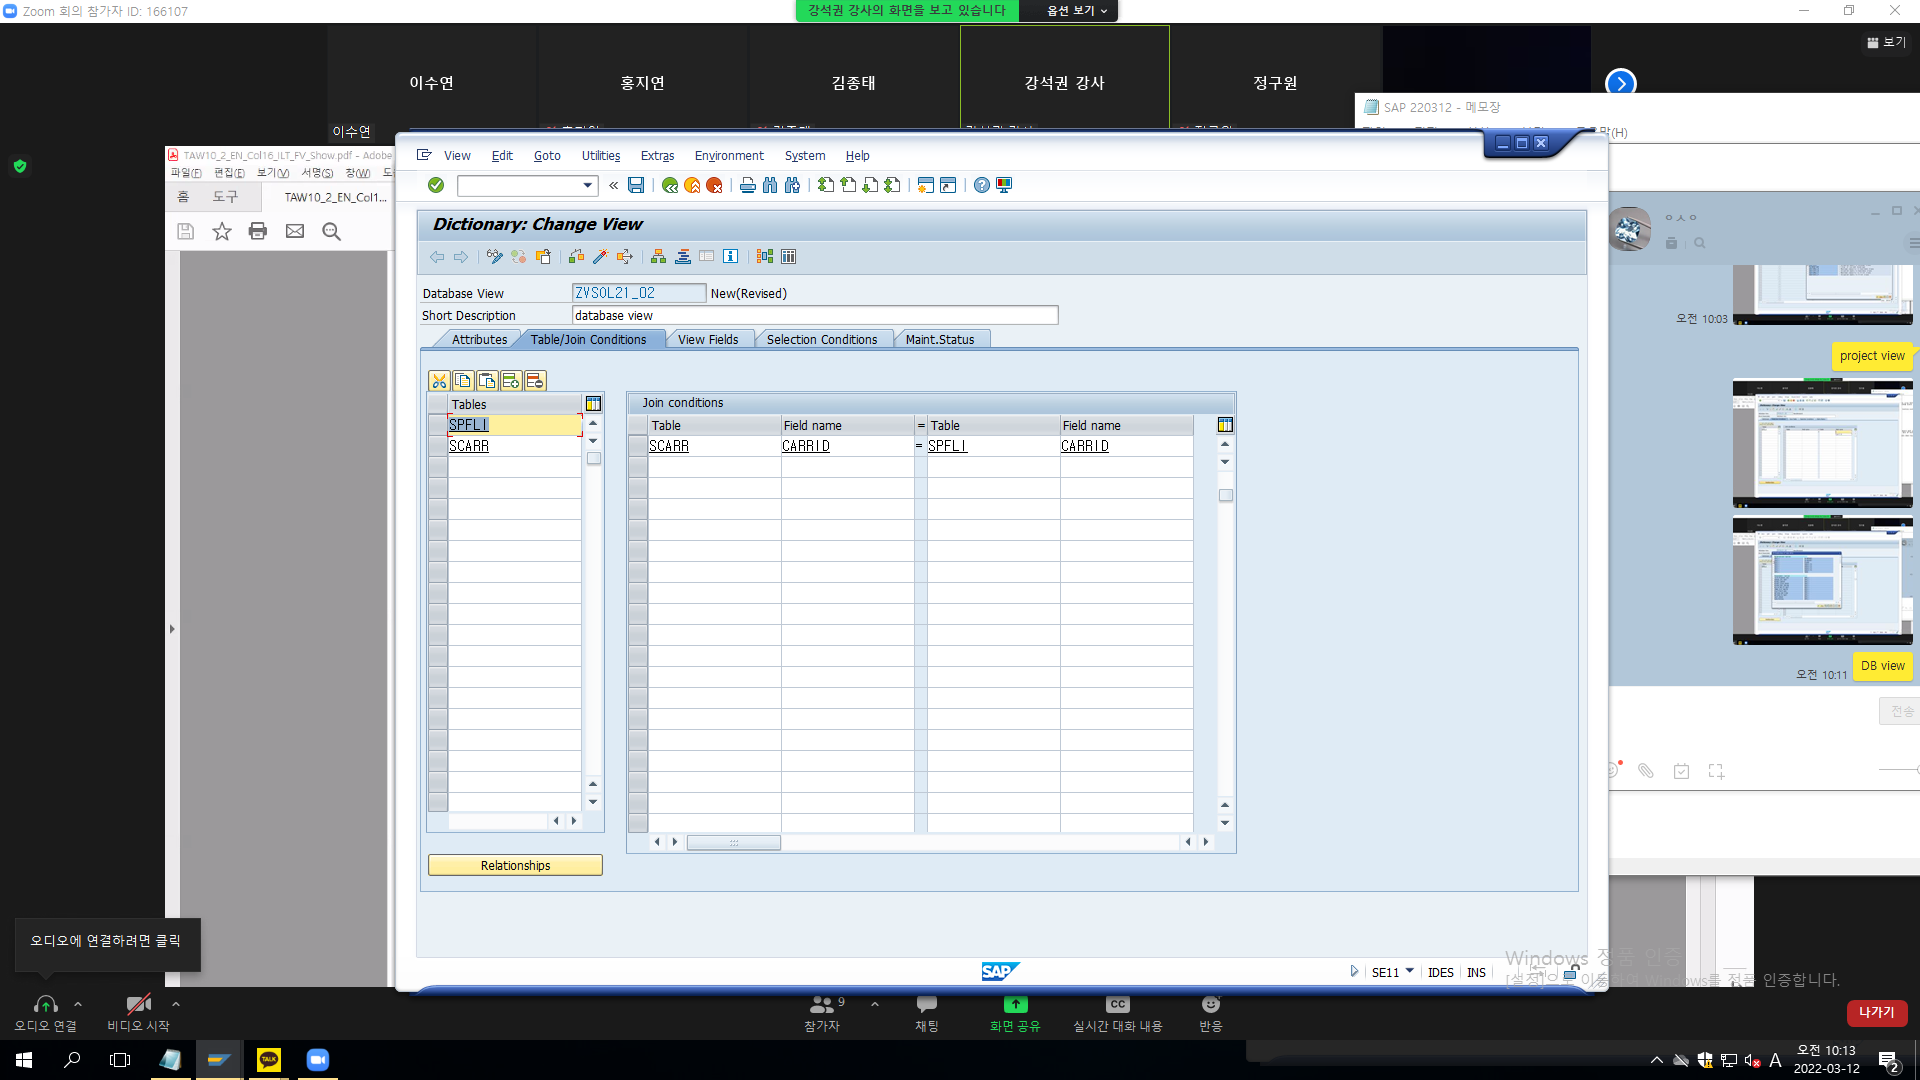 Zoom 회의 참가자 ID: 166107
강석권 강사의 화면을 보고 있습니다
옵션 보기
이수연
홍지연
김종태
강석권 강사
정구원
보기
이수연
SAP 220312 - 메모장
(H)
TAW10_2_EN_Col16_ILT_FV_Show.pdf - Adobe
파일(F) 편집(E) 보기(V) 서명(S) 창(W)
홈 도구 TAW10_2_EN_Col1...
View Edit Goto Utilities Extras Environment System Help
Dictionary: Change View
Database View ZVSOL21_02 New(Revised)
Short Description database view
Attributes Table/Join Conditions View Fields Selection Conditions Maint.Status
Tables
SPFLI
SCARR
Join conditions
Table Field name = Table Field name
SCARR CARRID = SPFLI CARRID
Relationships
SAP
SE11 IDES INS
ㅇㅅㅇ
오전 10:03
project view
오전 10:11 DB view
전송
Windows 정품 인증
[설정]으로 이동하여 Windows를 정품 인증합니다.
오디오에 연결하려면 클릭
오디오 연결
비디오 시작
9
참가자
채팅
화면 공유
CC
실시간 대화 내용
반응
나가기
TALK
A
오전 10:13
2022-03-12
2